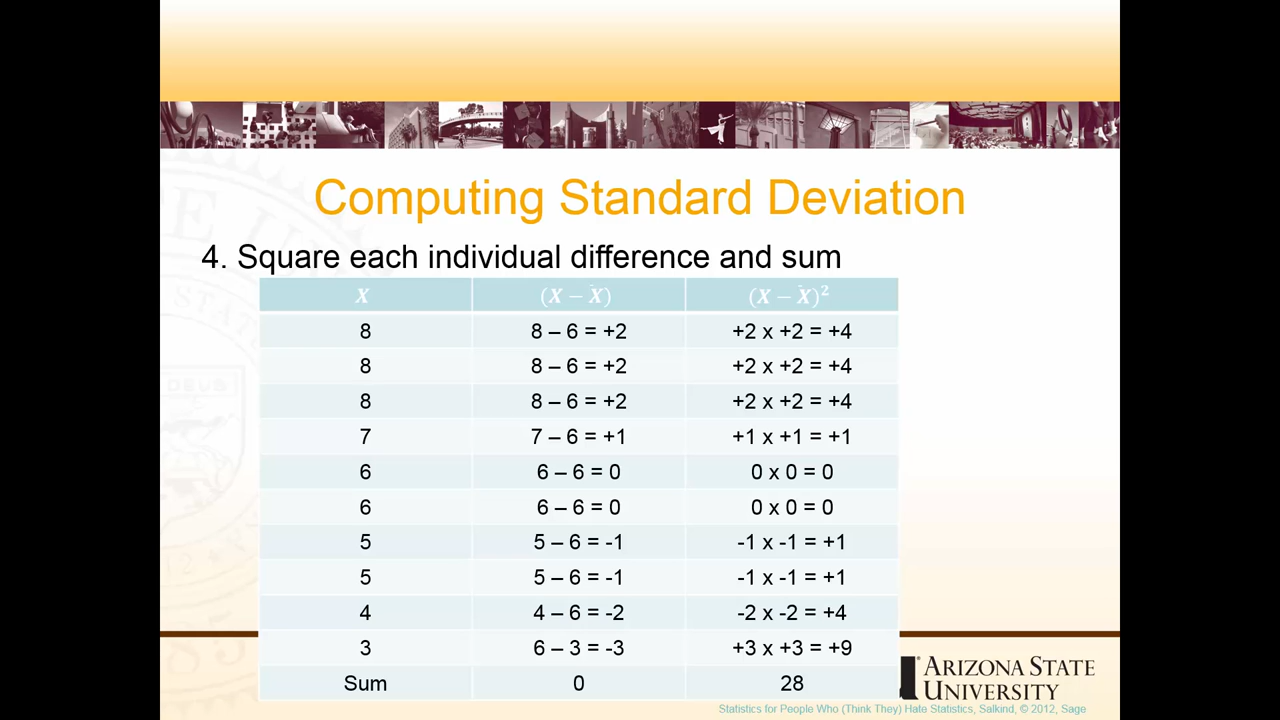 Computing Standard Deviation
4. Square each individual difference and sum
X (X – X̄) (X – X̄)²
8 8 – 6 = +2 +2 x +2 = +4
8 8 – 6 = +2 +2 x +2 = +4
8 8 – 6 = +2 +2 x +2 = +4
7 7 – 6 = +1 +1 x +1 = +1
6 6 – 6 = 0 0 x 0 = 0
6 6 – 6 = 0 0 x 0 = 0
5 5 – 6 = -1 -1 x -1 = +1
5 5 – 6 = -1 -1 x -1 = +1
4 4 – 6 = -2 -2 x -2 = +4
3 6 – 3 = -3 +3 x +3 = +9
Sum 0 28
ARIZONA STATE
UNIVERSITY
Statistics for People Who (Think They) Hate Statistics, Salkind, © 2012, Sage